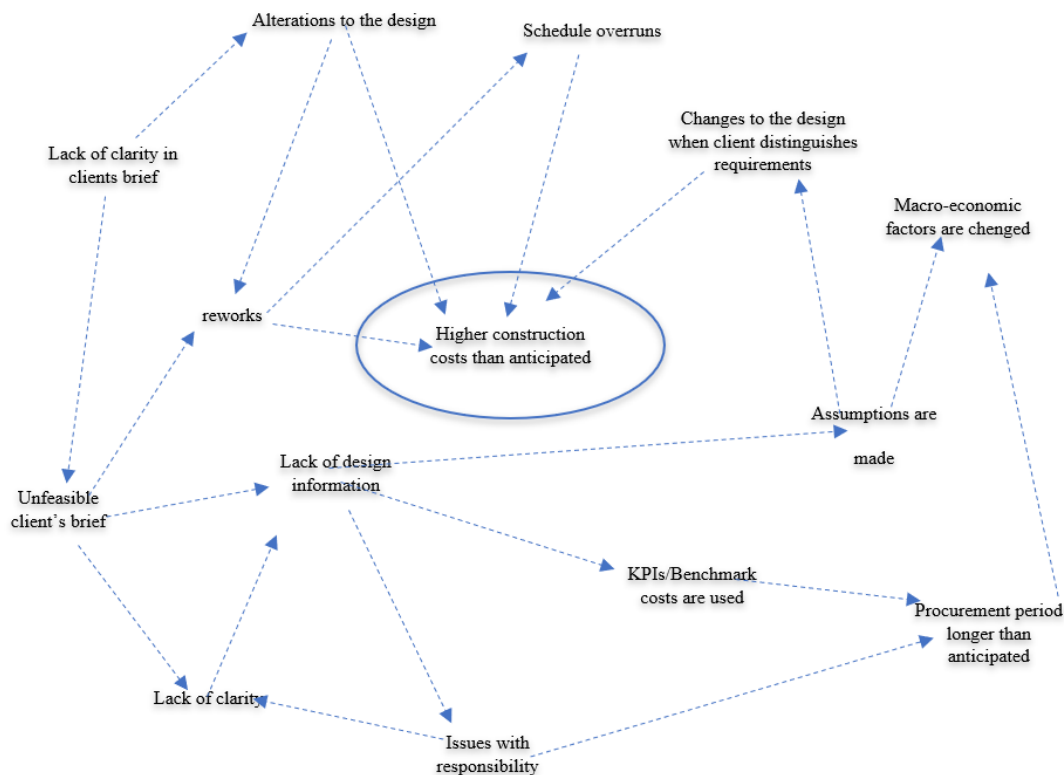 Alterations to the design
Schedule overruns
Changes to the design
when client distinguishes
requirements
Lack of clarity in
clients brief
Macro-economic
factors are chenged
reworks
Higher construction
costs than anticipated
Assumptions are
made
Lack of design
information
Unfeasible
client’s brief
KPIs/Benchmark
costs are used
Procurement period
longer than
anticipated
Lack of clarity
Issues with
responsibility